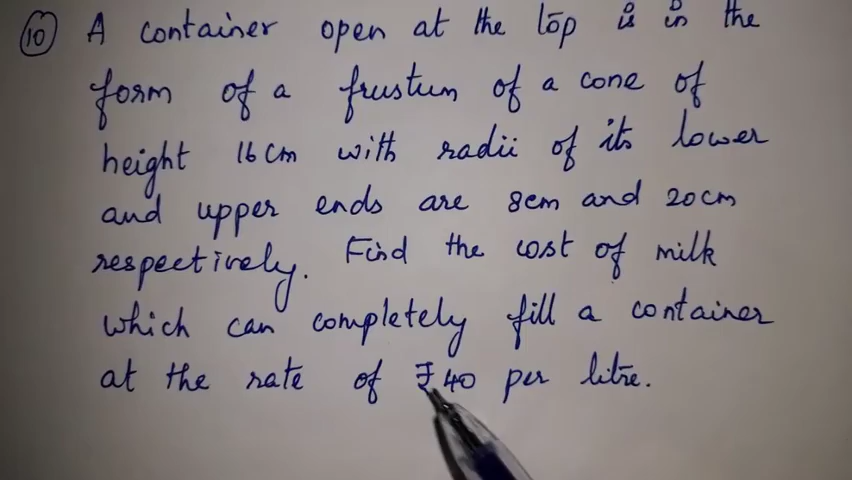 10 A container open at the top is in the
form of a frustum of a cone of
height 16cm with radii of its lower
and upper ends are 8cm and 20cm
respectively. Find the cost of milk
which can completely fill a container
at the rate of ₹40 per litre.